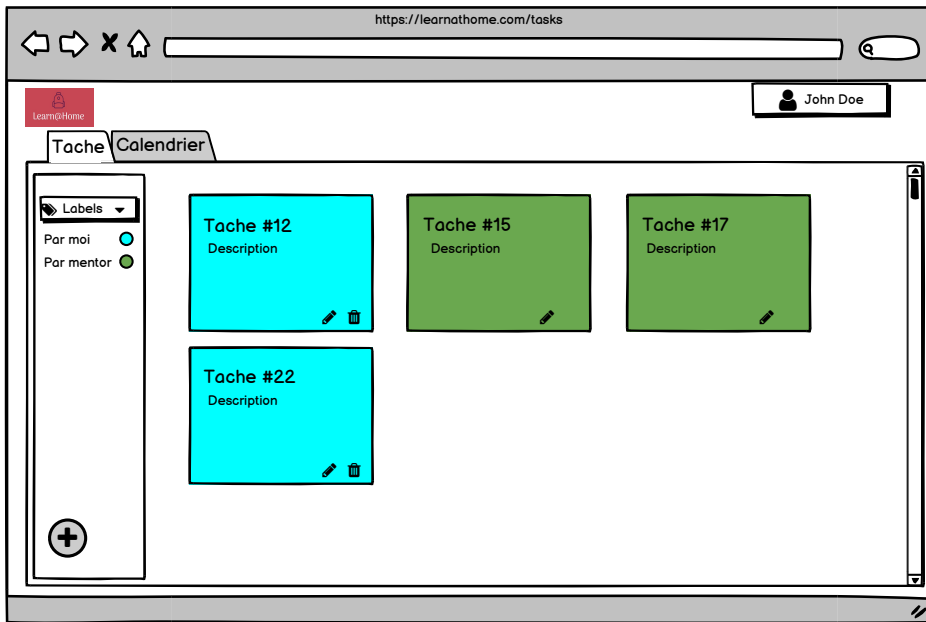 https://learnathome.com/tasks
Learn@Home
John Doe
Tache
Calendrier
Labels
Par moi
Par mentor
Tache #12
Description
Tache #15
Description
Tache #17
Description
Tache #22
Description